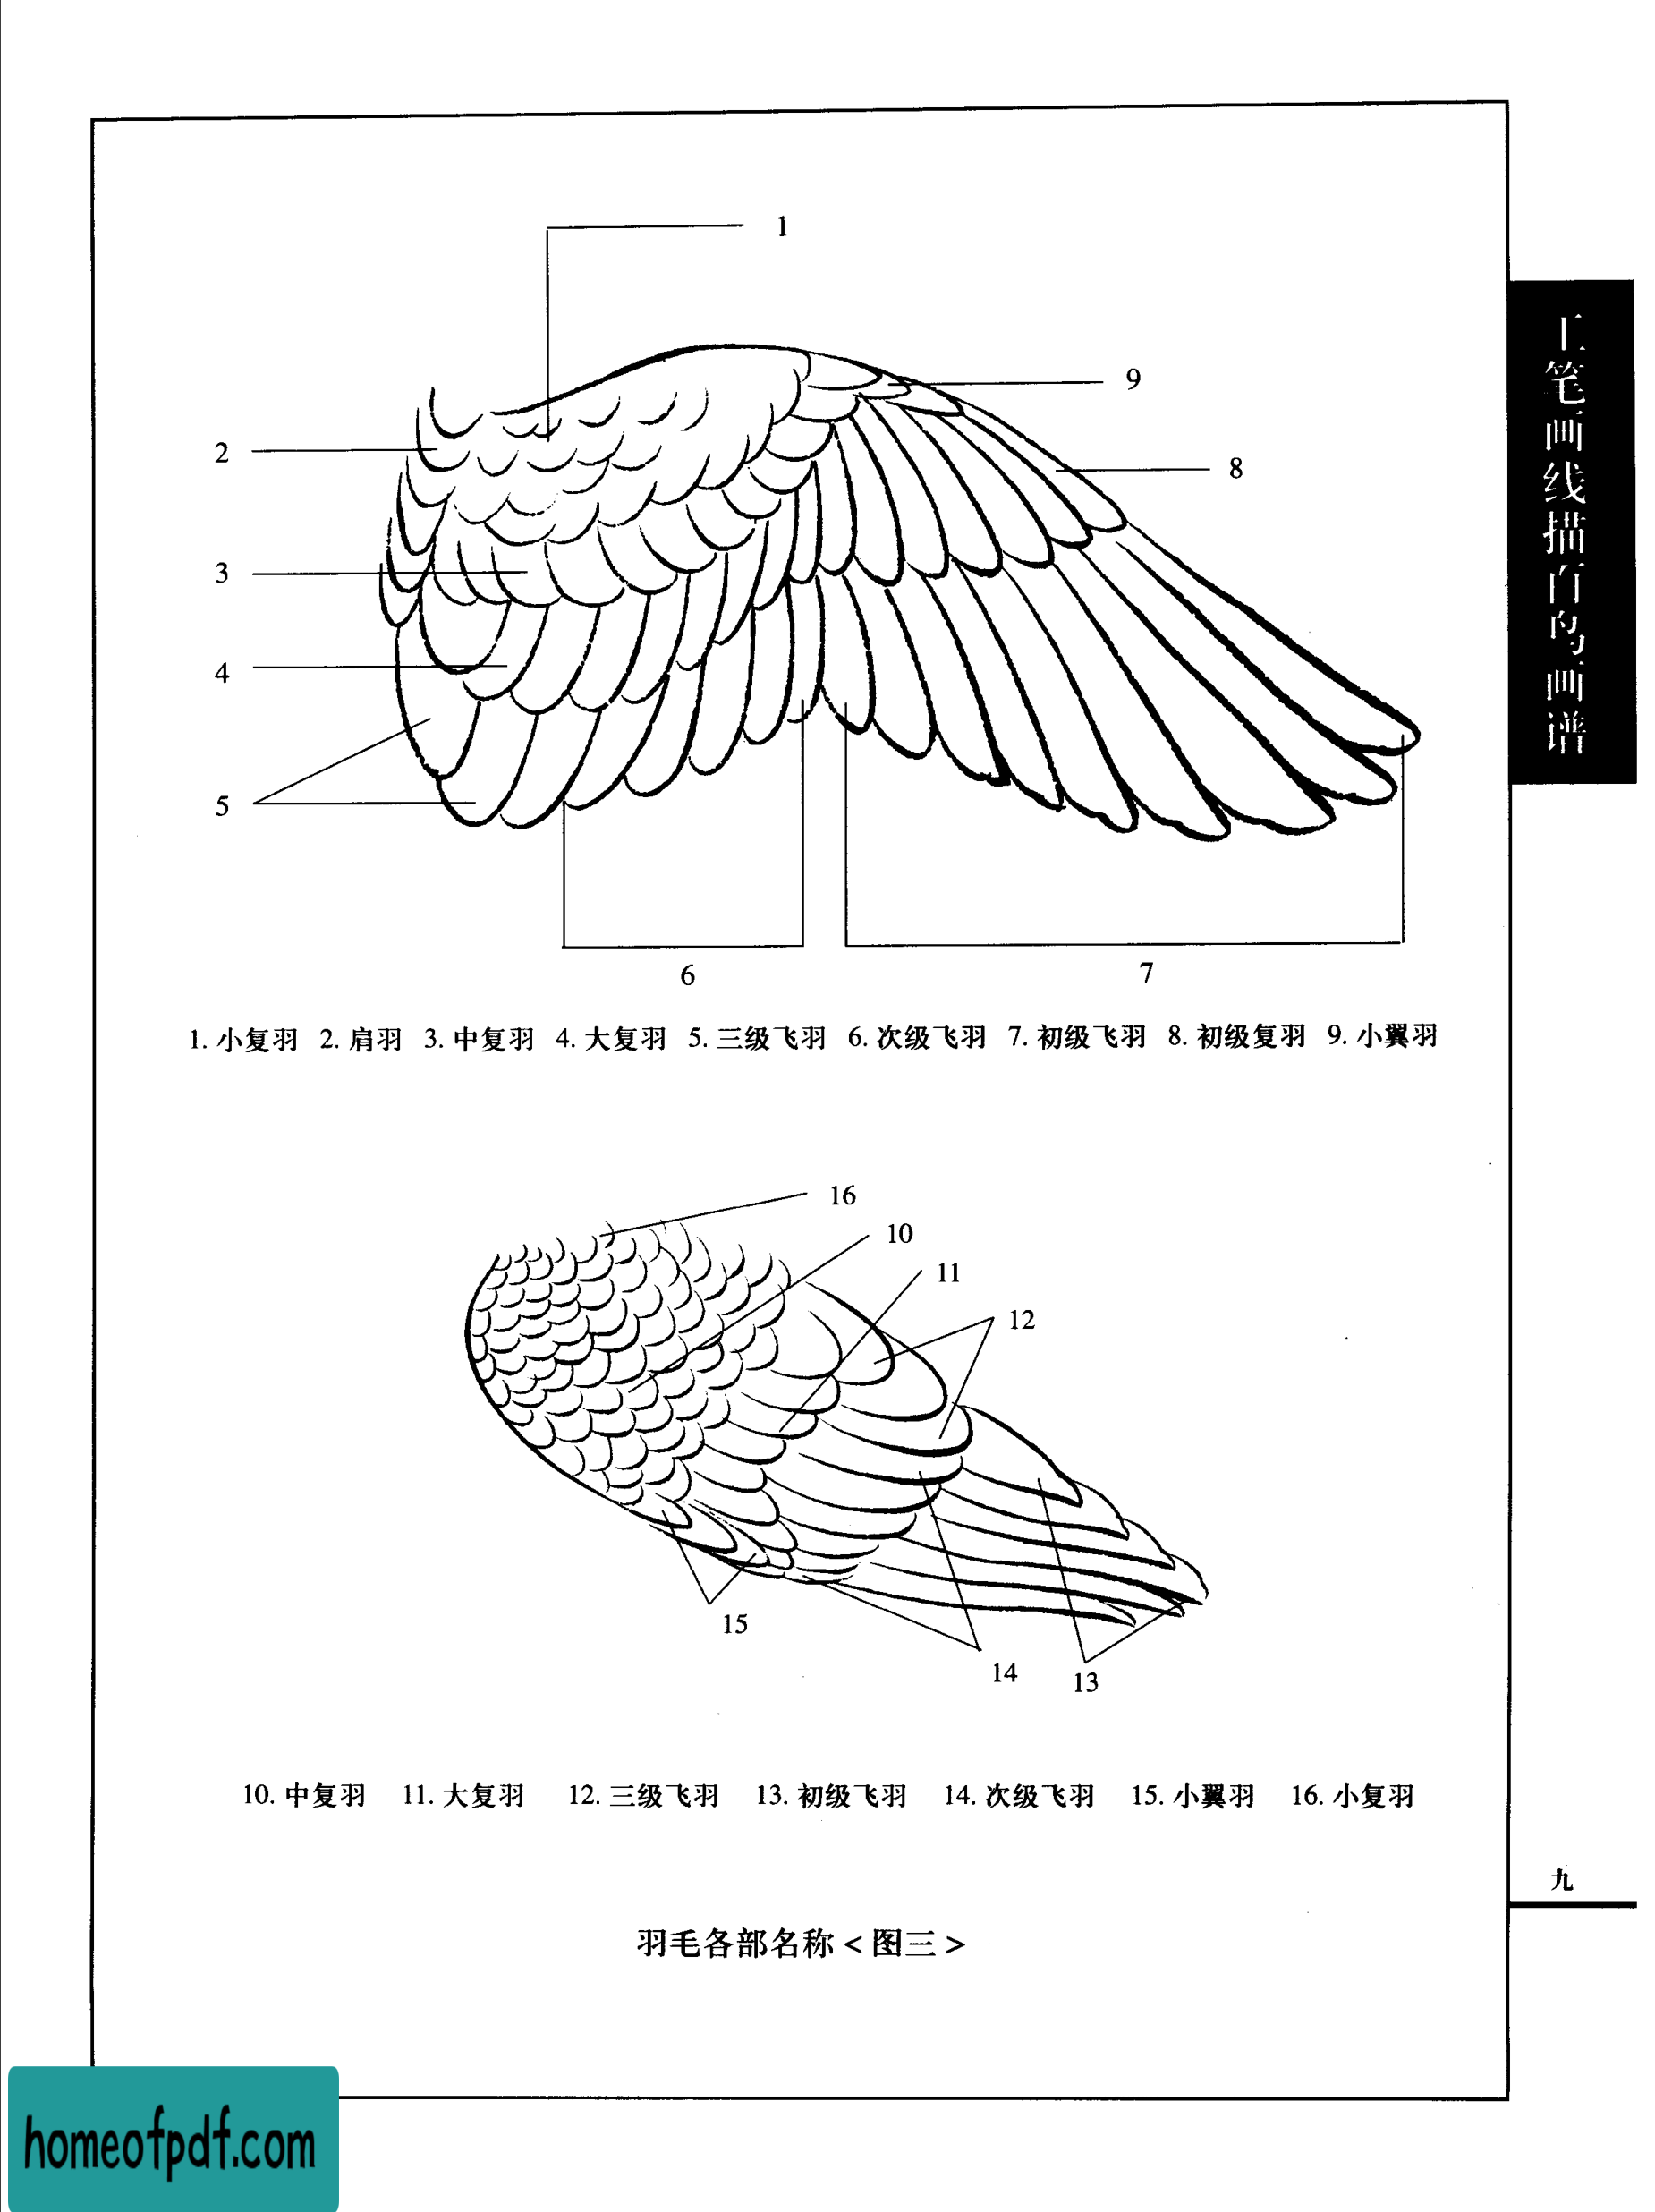 1
9
2
8
3
4
5
6
7
1. 小复羽 2. 肩羽 3. 中复羽 4. 大复羽 5. 三级飞羽 6. 次级飞羽 7. 初级飞羽 8. 初级复羽 9. 小翼羽
16
10
11
12
15
14
13
10. 中复羽 11. 大复羽 12. 三级飞羽 13. 初级飞羽 14. 次级飞羽 15. 小翼羽 16. 小复羽
羽毛各部名称<图三>
工笔画线描百鸟画谱
九
homeofpdf.com